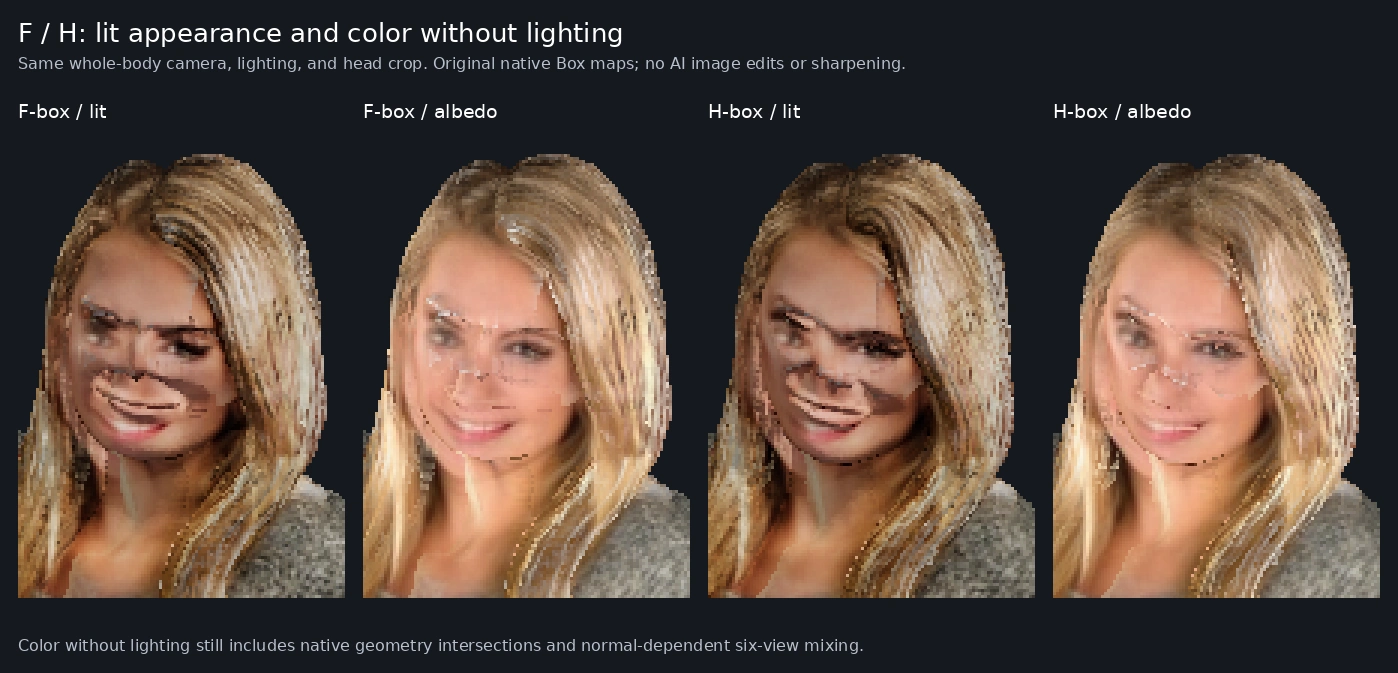 F / H: lit appearance and color without lighting
Same whole-body camera, lighting, and head crop. Original native Box maps; no AI image edits or sharpening.
F-box / lit
F-box / albedo
H-box / lit
H-box / albedo
Color without lighting still includes native geometry intersections and normal-dependent six-view mixing.